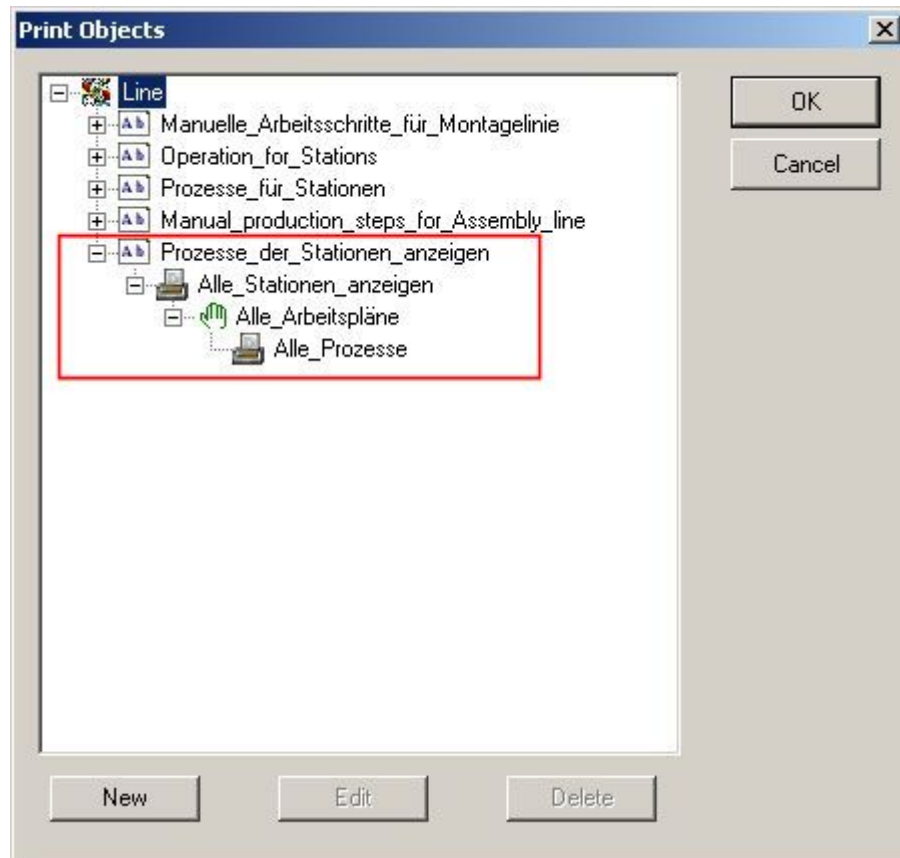 Print Objects
Line
Manuelle_Arbeitsschritte_für_Montagelinie
Operation_for_Stations
Prozesse_für_Stationen
Manual_production_steps_for_Assembly_line
Prozesse_der_Stationen_anzeigen
Alle_Stationen_anzeigen
Alle_Arbeitspläne
Alle_Prozesse
OK
Cancel
New
Edit
Delete